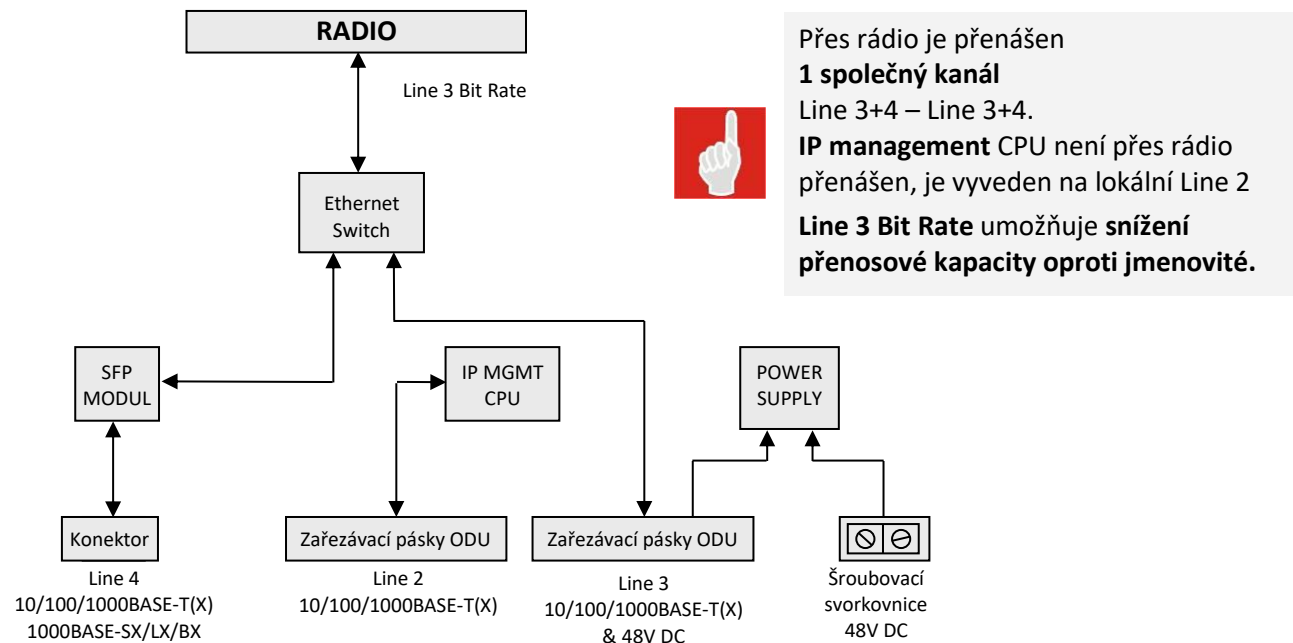 RADIO
Line 3 Bit Rate
Přes rádio je přenášen
1 společný kanál
Line 3+4 – Line 3+4.
IP management CPU není přes rádio
přenášen, je vyveden na lokální Line 2
Line 3 Bit Rate umožňuje snížení
přenosové kapacity oproti jmenovité.
Ethernet
Switch
SFP
MODUL
IP MGMT
CPU
POWER
SUPPLY
Konektor
Zařezávací pásky ODU
Zařezávací pásky ODU
Line 4
10/100/1000BASE-T(X)
1000BASE-SX/LX/BX
Line 2
10/100/1000BASE-T(X)
Line 3
10/100/1000BASE-T(X)
& 48V DC
Šroubovací
svorkovnice
48V DC